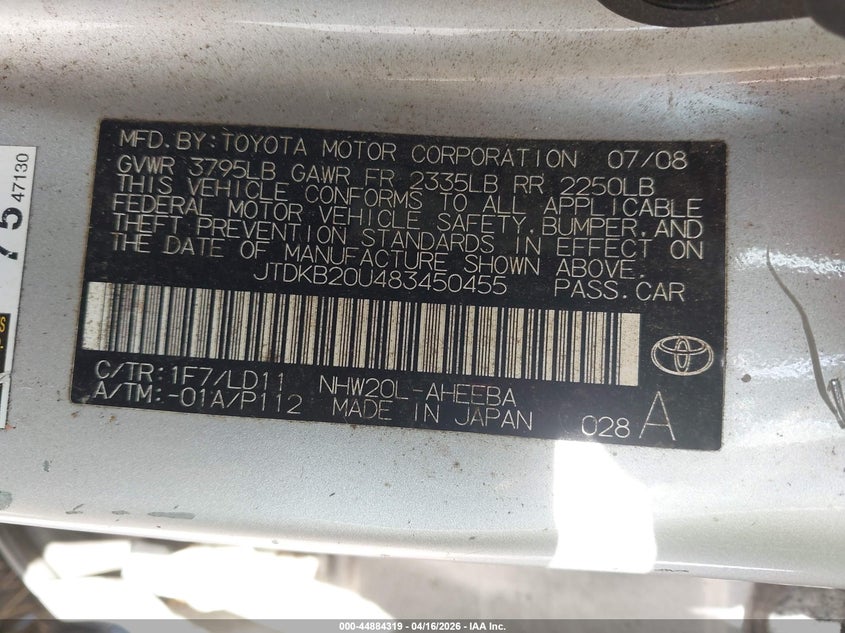 MFD. BY: TOYOTA MOTOR CORPORATION 07/08
GVWR 3795LB GAWR FR 2335LB RR 2250LB
THIS VEHICLE CONFORMS TO ALL APPLICABLE
FEDERAL MOTOR VEHICLE SAFETY, BUMPER, AND
THEFT PREVENTION STANDARDS IN EFFECT ON
THE DATE OF MANUFACTURE SHOWN ABOVE.
JTDKB20U483450455 PASS. CAR
C/TR: 1F7/LD11 NHW20L-AHEEBA
A/TM: -01A/P112 MADE IN JAPAN 028 A
75
47130
000-44884319 - 04/16/2026 - IAA Inc.